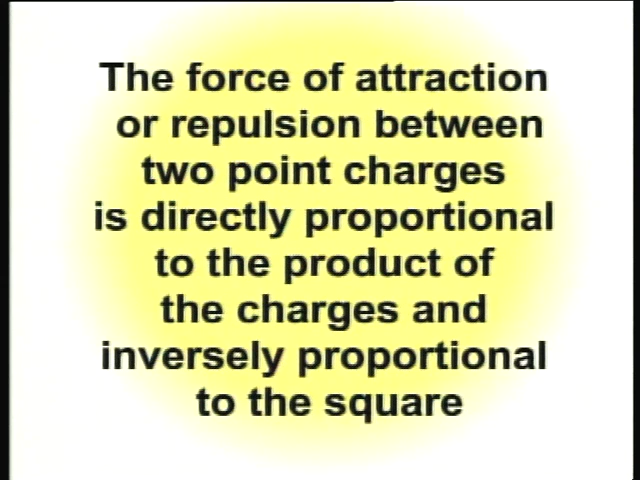 The force of attraction
or repulsion between
two point charges
is directly proportional
to the product of
the charges and
inversely proportional
to the square